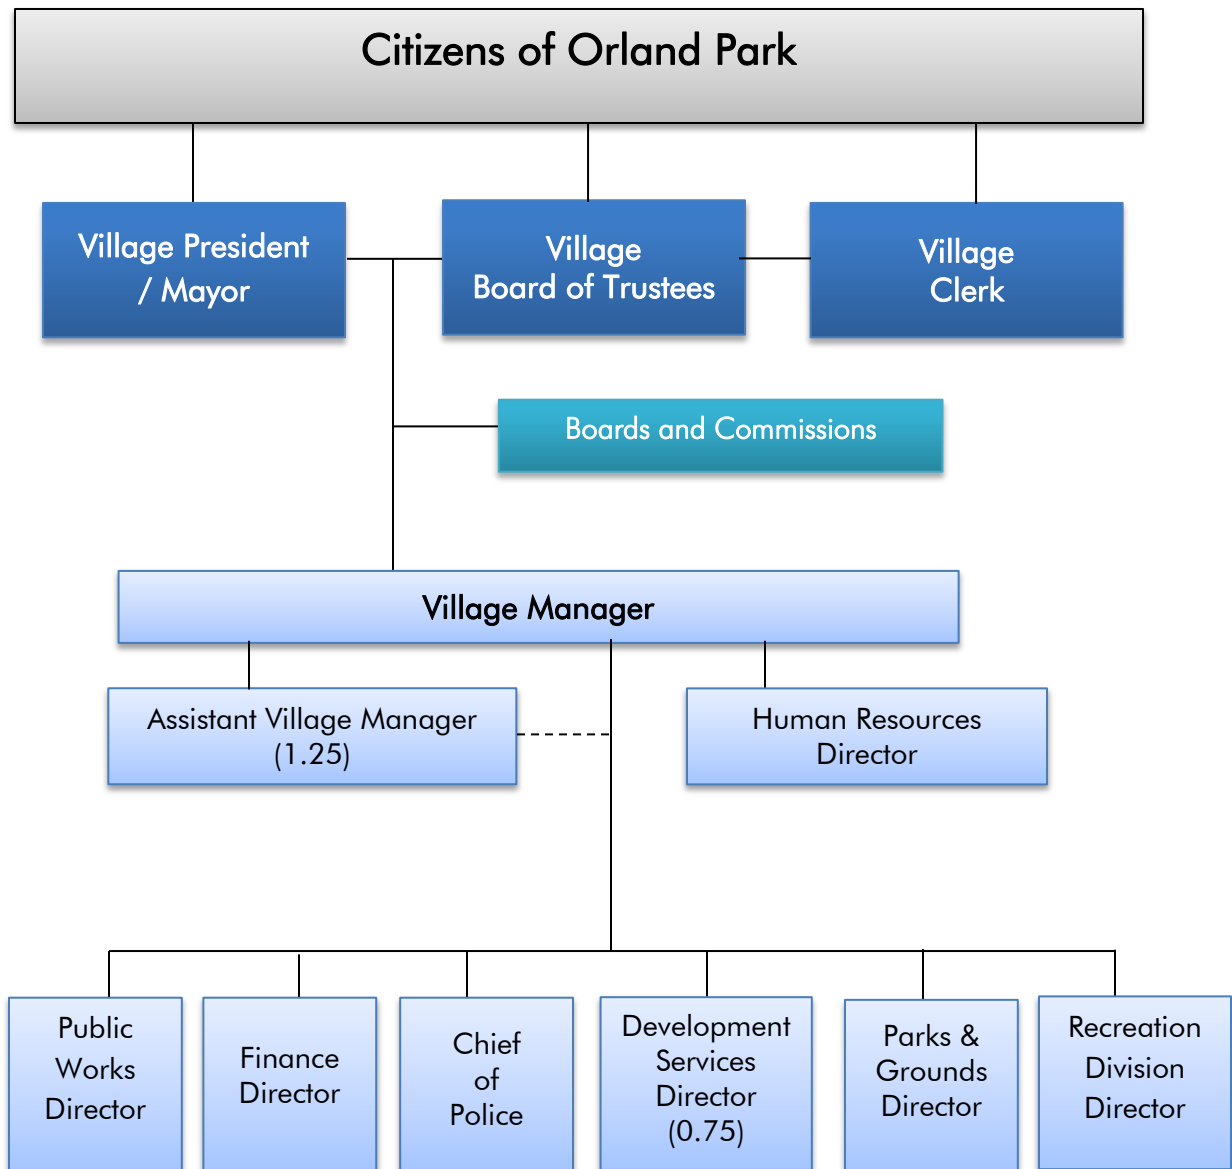 Citizens of Orland Park
Village President
/ Mayor
Village
Board of Trustees
Village
Clerk
Boards and Commissions
Village Manager
Assistant Village Manager
(1.25)
Human Resources
Director
Public
Works
Director
Finance
Director
Chief
of
Police
Development
Services
Director
(0.75)
Parks &
Grounds
Director
Recreation
Division
Director